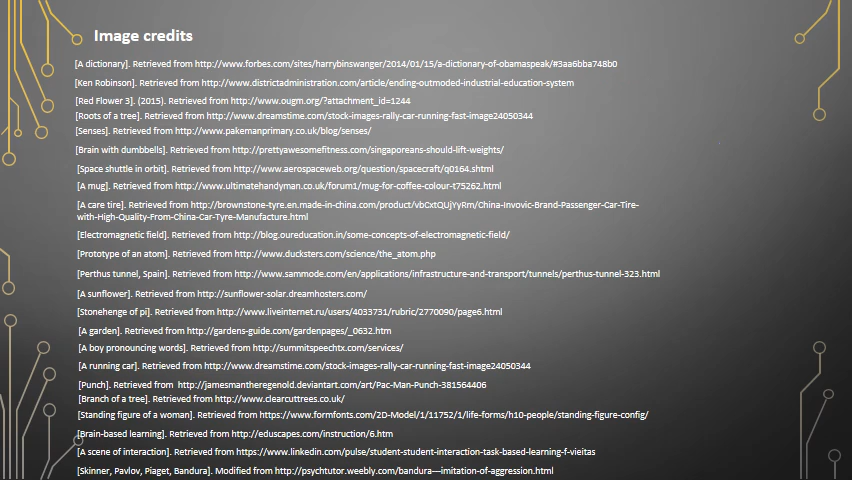 Image credits
[A dictionary]. Retrieved from http://www.forbes.com/sites/harrybinswanger/2014/01/15/a-dictionary-of-obamaspeak/#3aa6bba748b0
[Ken Robinson]. Retrieved from http://www.districtadministration.com/article/ending-outmoded-industrial-education-system
[Red Flower 3]. (2015). Retrieved from http://www.ougm.org/?attachment_id=1244
[Roots of a tree]. Retrieved from http://www.dreamstime.com/stock-images-rally-car-running-fast-image24050344
[Senses]. Retrieved from http://www.pakemanprimary.co.uk/blog/senses/
[Brain with dumbbells]. Retrieved from http://prettyawesomefitness.com/singaporeans-should-lift-weights/
[Space shuttle in orbit]. Retrieved from http://www.aerospaceweb.org/question/spacecraft/q0164.shtml
[A mug]. Retrieved from http://www.ultimatehandyman.co.uk/forum1/mug-for-coffee-colour-t75262.html
[A care tire]. Retrieved from http://brownstone-tyre.en.made-in-china.com/product/vbCxtQUjYyRm/China-Invovic-Brand-Passenger-Car-Tire-
with-High-Quality-From-China-Car-Tyre-Manufacture.html
[Electromagnetic field]. Retrieved from http://blog.oureducation.in/some-concepts-of-electromagnetic-field/
[Prototype of an atom]. Retrieved from http://www.ducksters.com/science/the_atom.php
[Perthus tunnel, Spain]. Retrieved from http://www.sammode.com/en/applications/infrastructure-and-transport/tunnels/perthus-tunnel-323.html
[A sunflower]. Retrieved from http://sunflower-solar.dreamhosters.com/
[Stonehenge of pi]. Retrieved from http://www.liveinternet.ru/users/4033731/rubric/2770090/page6.html
[A garden]. Retrieved from http://gardens-guide.com/gardenpages/_0632.htm
[A boy pronouncing words]. Retrieved from http://summitspeechtx.com/services/
[A running car]. Retrieved from http://www.dreamstime.com/stock-images-rally-car-running-fast-image24050344
[Punch]. Retrieved from  http://jamesmantheregenold.deviantart.com/art/Pac-Man-Punch-381564406
[Branch of a tree]. Retrieved from http://www.clearcuttrees.co.uk/
[Standing figure of a woman]. Retrieved from https://www.formfonts.com/2D-Model/1/11752/1/life-forms/h10-people/standing-figure-config/
[Brain-based learning]. Retrieved from http://eduscapes.com/instruction/6.htm
[A scene of interaction]. Retrieved from https://www.linkedin.com/pulse/student-student-interaction-task-based-learning-f-vieitas
[Skinner, Pavlov, Piaget, Bandura]. Modified from http://psychtutor.weebly.com/bandura---imitation-of-aggression.html